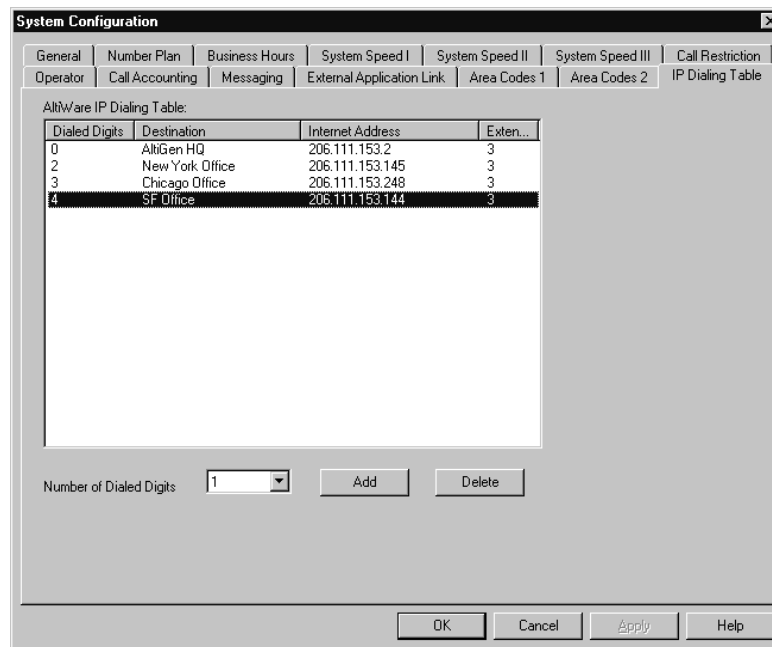 System Configuration
General Number Plan Business Hours System Speed I System Speed II System Speed III Call Restriction
Operator Call Accounting Messaging External Application Link Area Codes 1 Area Codes 2 IP Dialing Table
AltiWare IP Dialing Table:
Dialed Digits Destination Internet Address Exten...
0 AltiGen HQ 206.111.153.2 3
2 New York Office 206.111.153.145 3
3 Chicago Office 206.111.153.248 3
4 SF Office 206.111.153.144 3
Number of Dialed Digits 1 Add Delete
OK Cancel Apply Help